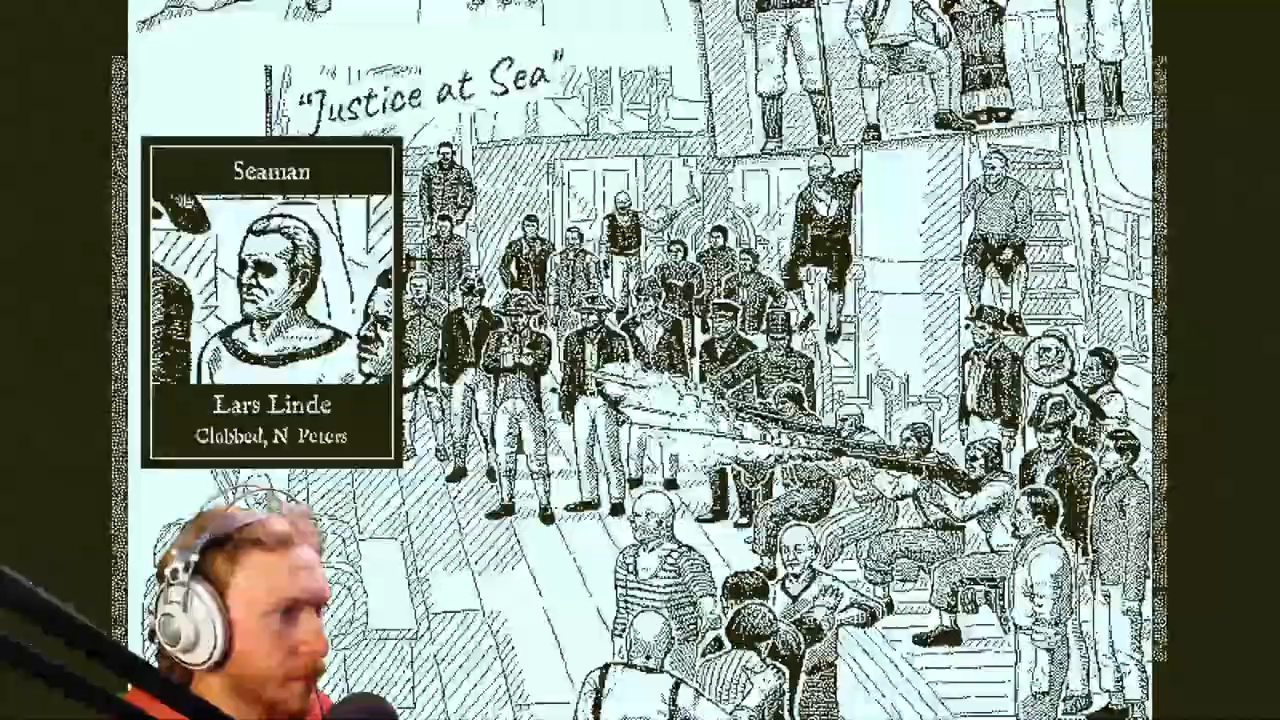 “Justice at Sea”
Seaman
Lars Linde
Clubbed, N Peters